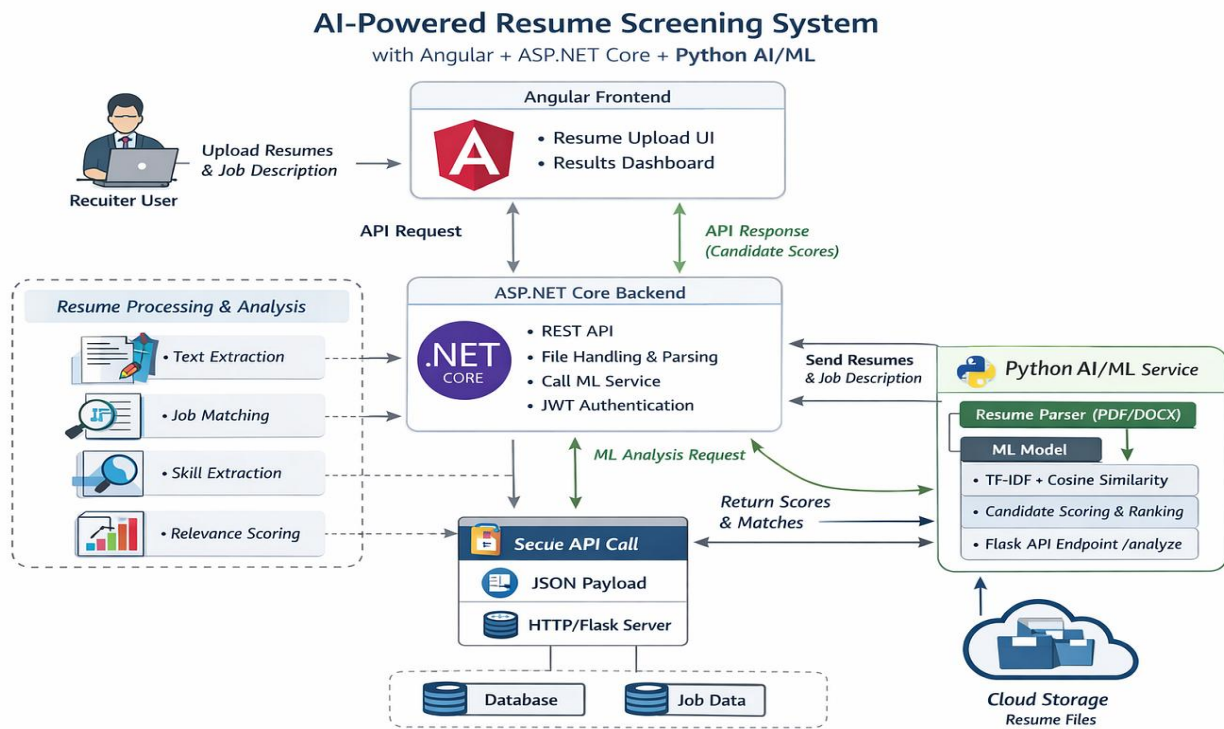 AI-Powered Resume Screening System
with Angular + ASP.NET Core + Python AI/ML
Angular Frontend
• Resume Upload UI
• Results Dashboard
Upload Resumes
& Job Description
Recuiter User
API Request
API Response
(Candidate Scores)
Resume Processing & Analysis
• Text Extraction
• Job Matching
• Skill Extraction
• Relevance Scoring
ASP.NET Core Backend
.NET
CORE
• REST API
• File Handling & Parsing
• Call ML Service
• JWT Authentication
Send Resumes
& Job Description
Python AI/ML Service
Resume Parser (PDF/DOCX)
ML Model
• TF-IDF + Cosine Similarity
• Candidate Scoring & Ranking
• Flask API Endpoint /analyze
ML Analysis Request
Return Scores
& Matches
Secue API Call
JSON Payload
HTTP/Flask Server
Database
Job Data
Cloud Storage
Resume Files